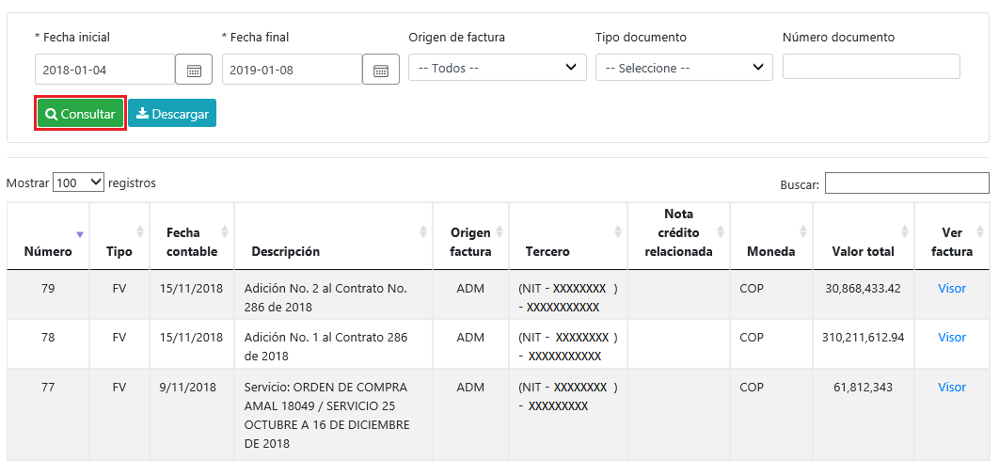 * Fecha inicial * Fecha final Origen de factura Tipo documento Número documento
2018-01-04 2019-01-08 -- Todos -- -- Seleccione --
Consultar Descargar
Mostrar 100 registros Buscar:
Número Tipo Fecha contable Descripción Origen factura Tercero Nota crédito relacionada Moneda Valor total Ver factura
79 FV 15/11/2018 Adición No. 2 al Contrato No. ADM (NIT - XXXXXXXX ) COP 30,868,433.42 Visor
286 de 2018 - XXXXXXXXXXX
78 FV 15/11/2018 Adición No. 1 al Contrato 286 ADM (NIT - XXXXXXXX ) COP 310,211,612.94 Visor
de 2018 - XXXXXXXXXXX
77 FV 9/11/2018 Servicio: ORDEN DE COMPRA ADM (NIT - XXXXXXXX ) COP 61,812,343 Visor
AMAL 18049 / SERVICIO 25 - XXXXXXXXX
OCTUBRE A 16 DE DICIEMBRE
DE 2018